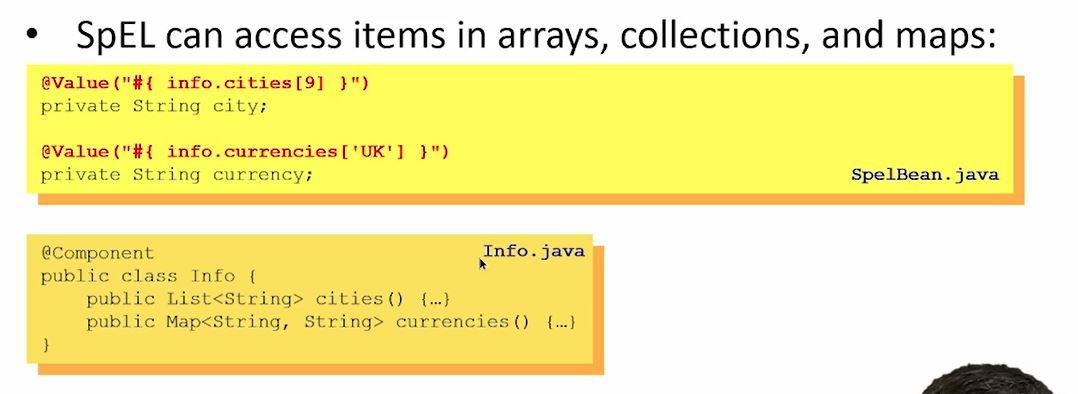 • SpEL can access items in arrays, collections, and maps:
@Value("#{ info.cities[9] }")
private String city;
@Value("#{ info.currencies['UK'] }")
private String currency;
SpelBean.java
@Component
Info.java
public class Info {
public List<String> cities() {…}
public Map<String, String> currencies() {…}
}